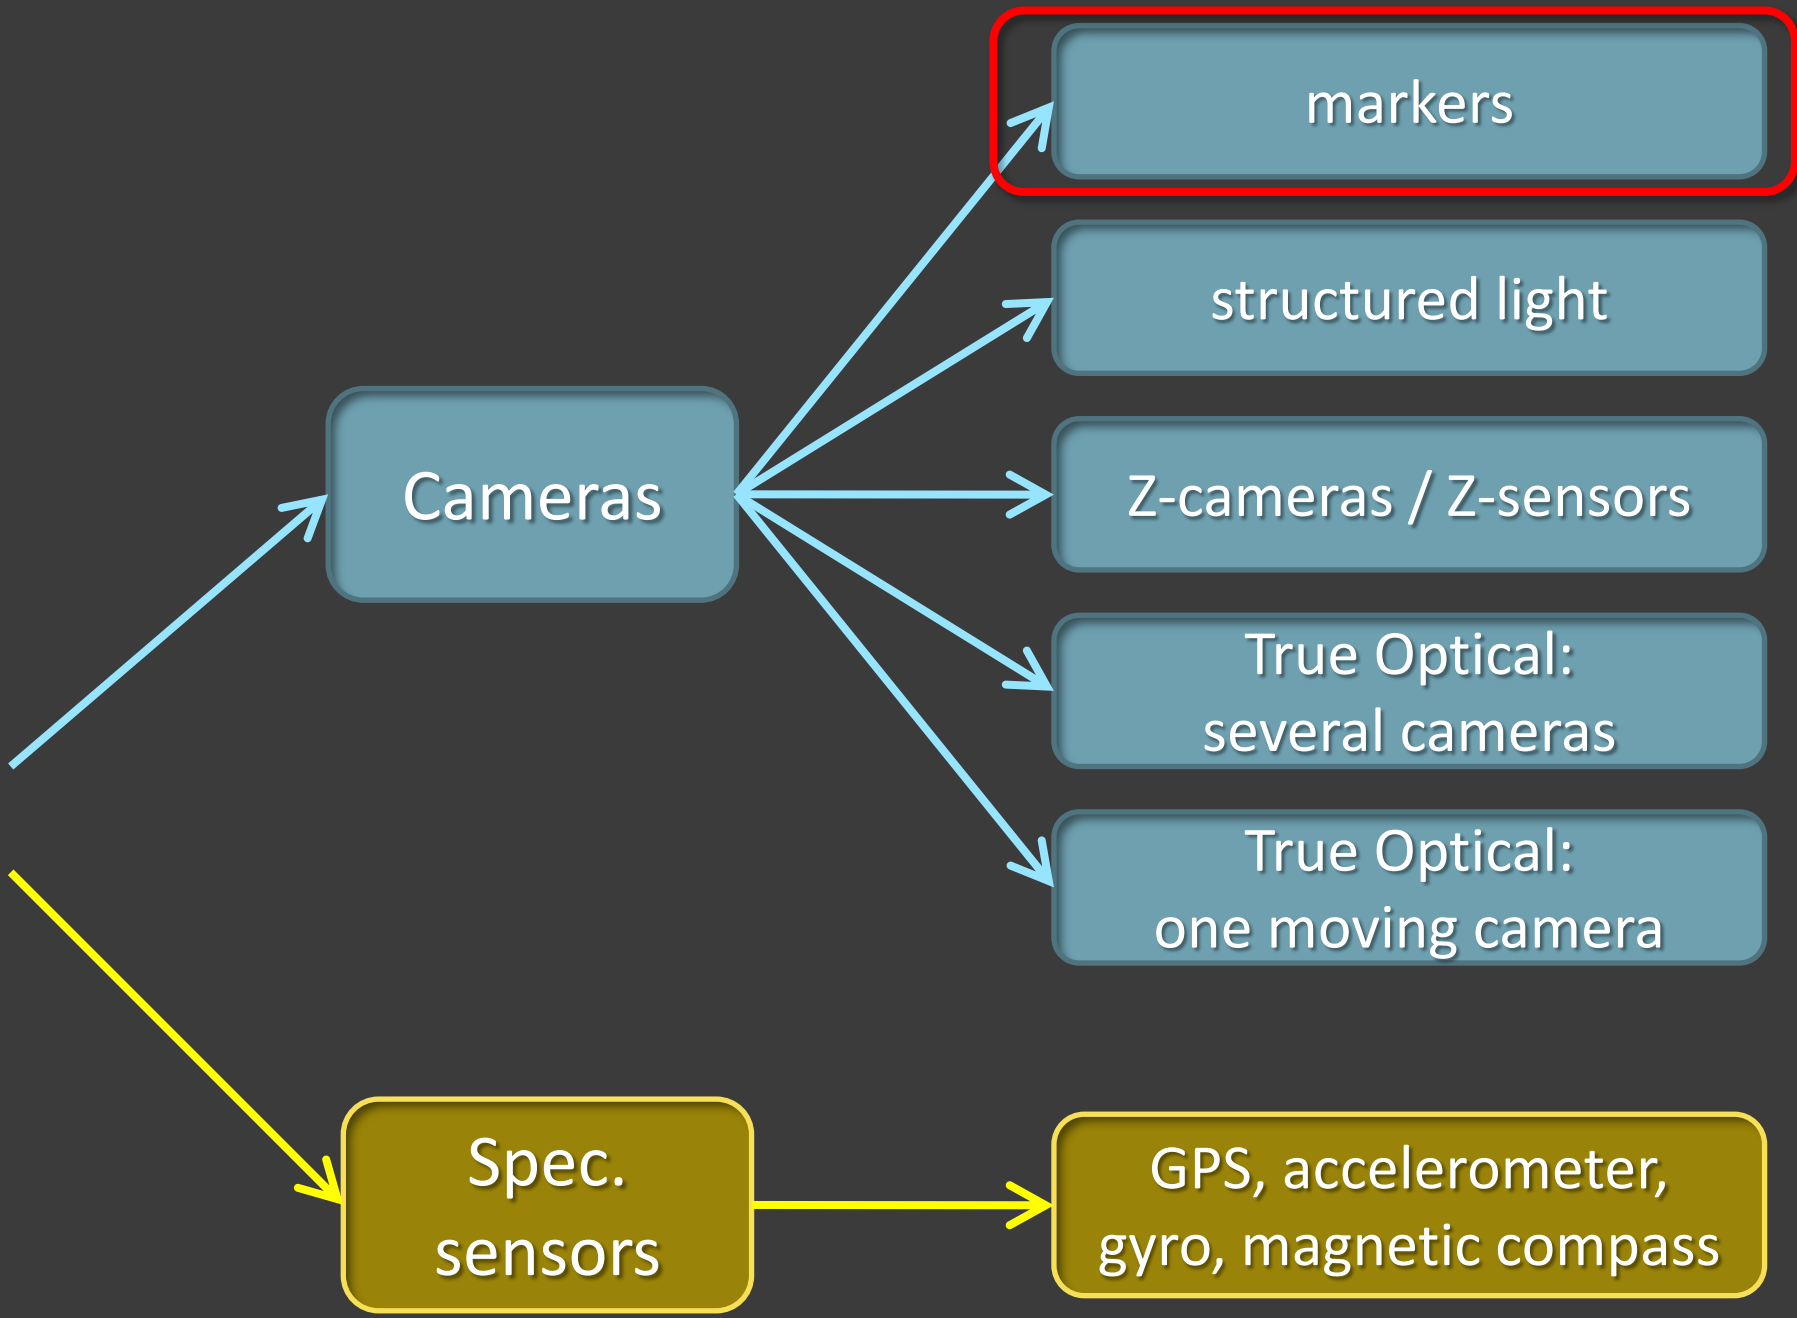 markers
structured light
Cameras
Z-cameras / Z-sensors
True Optical:
several cameras
True Optical:
one moving camera
Spec.
sensors
GPS, accelerometer,
gyro, magnetic compass